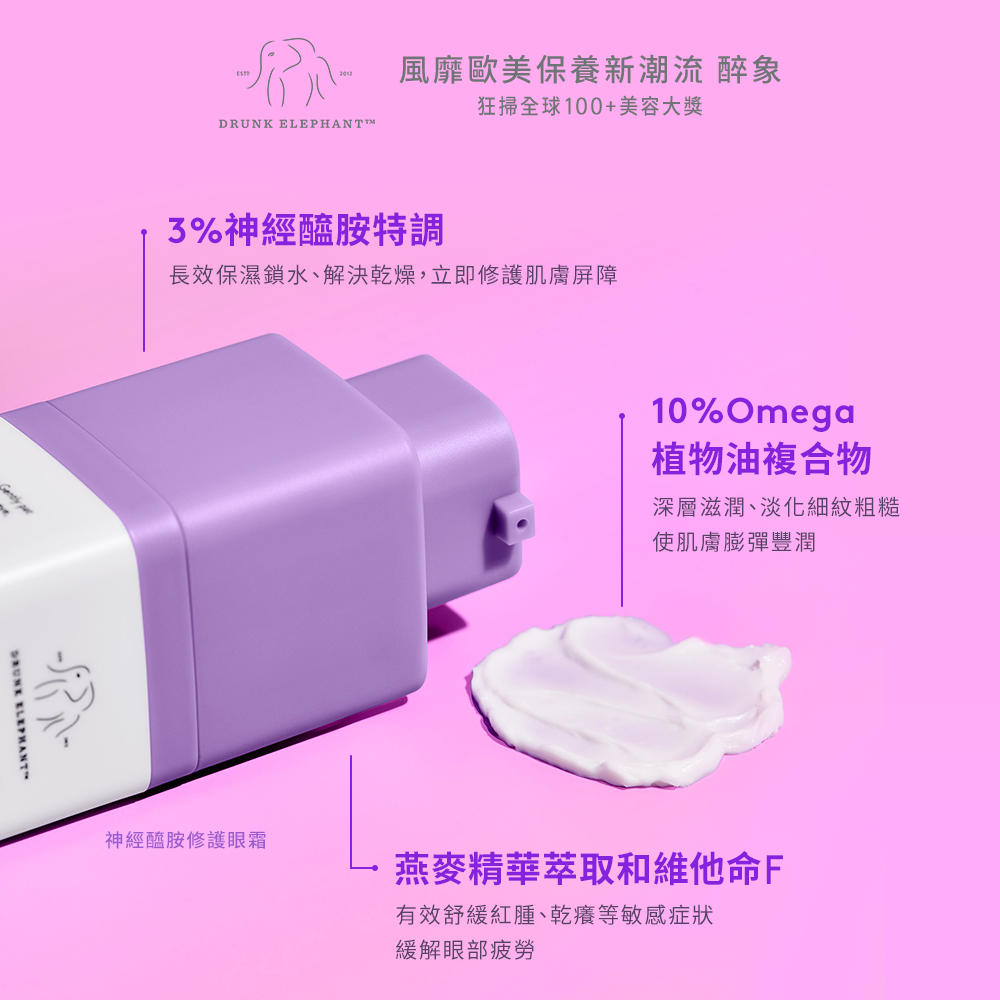 ESTD 2012
DRUNK ELEPHANT™
風靡歐美保養新潮流 醉象
狂掃全球100+美容大獎
3%神經醯胺特調
長效保濕鎖水、解決乾燥，立即修護肌膚屏障
10%Omega
植物油複合物
深層滋潤、淡化細紋粗糙
使肌膚膨彈豐潤
DRUNK ELEPHANT™
神經醯胺修護眼霜
燕麥精華萃取和維他命F
有效舒緩紅腫、乾癢等敏感症狀
緩解眼部疲勞